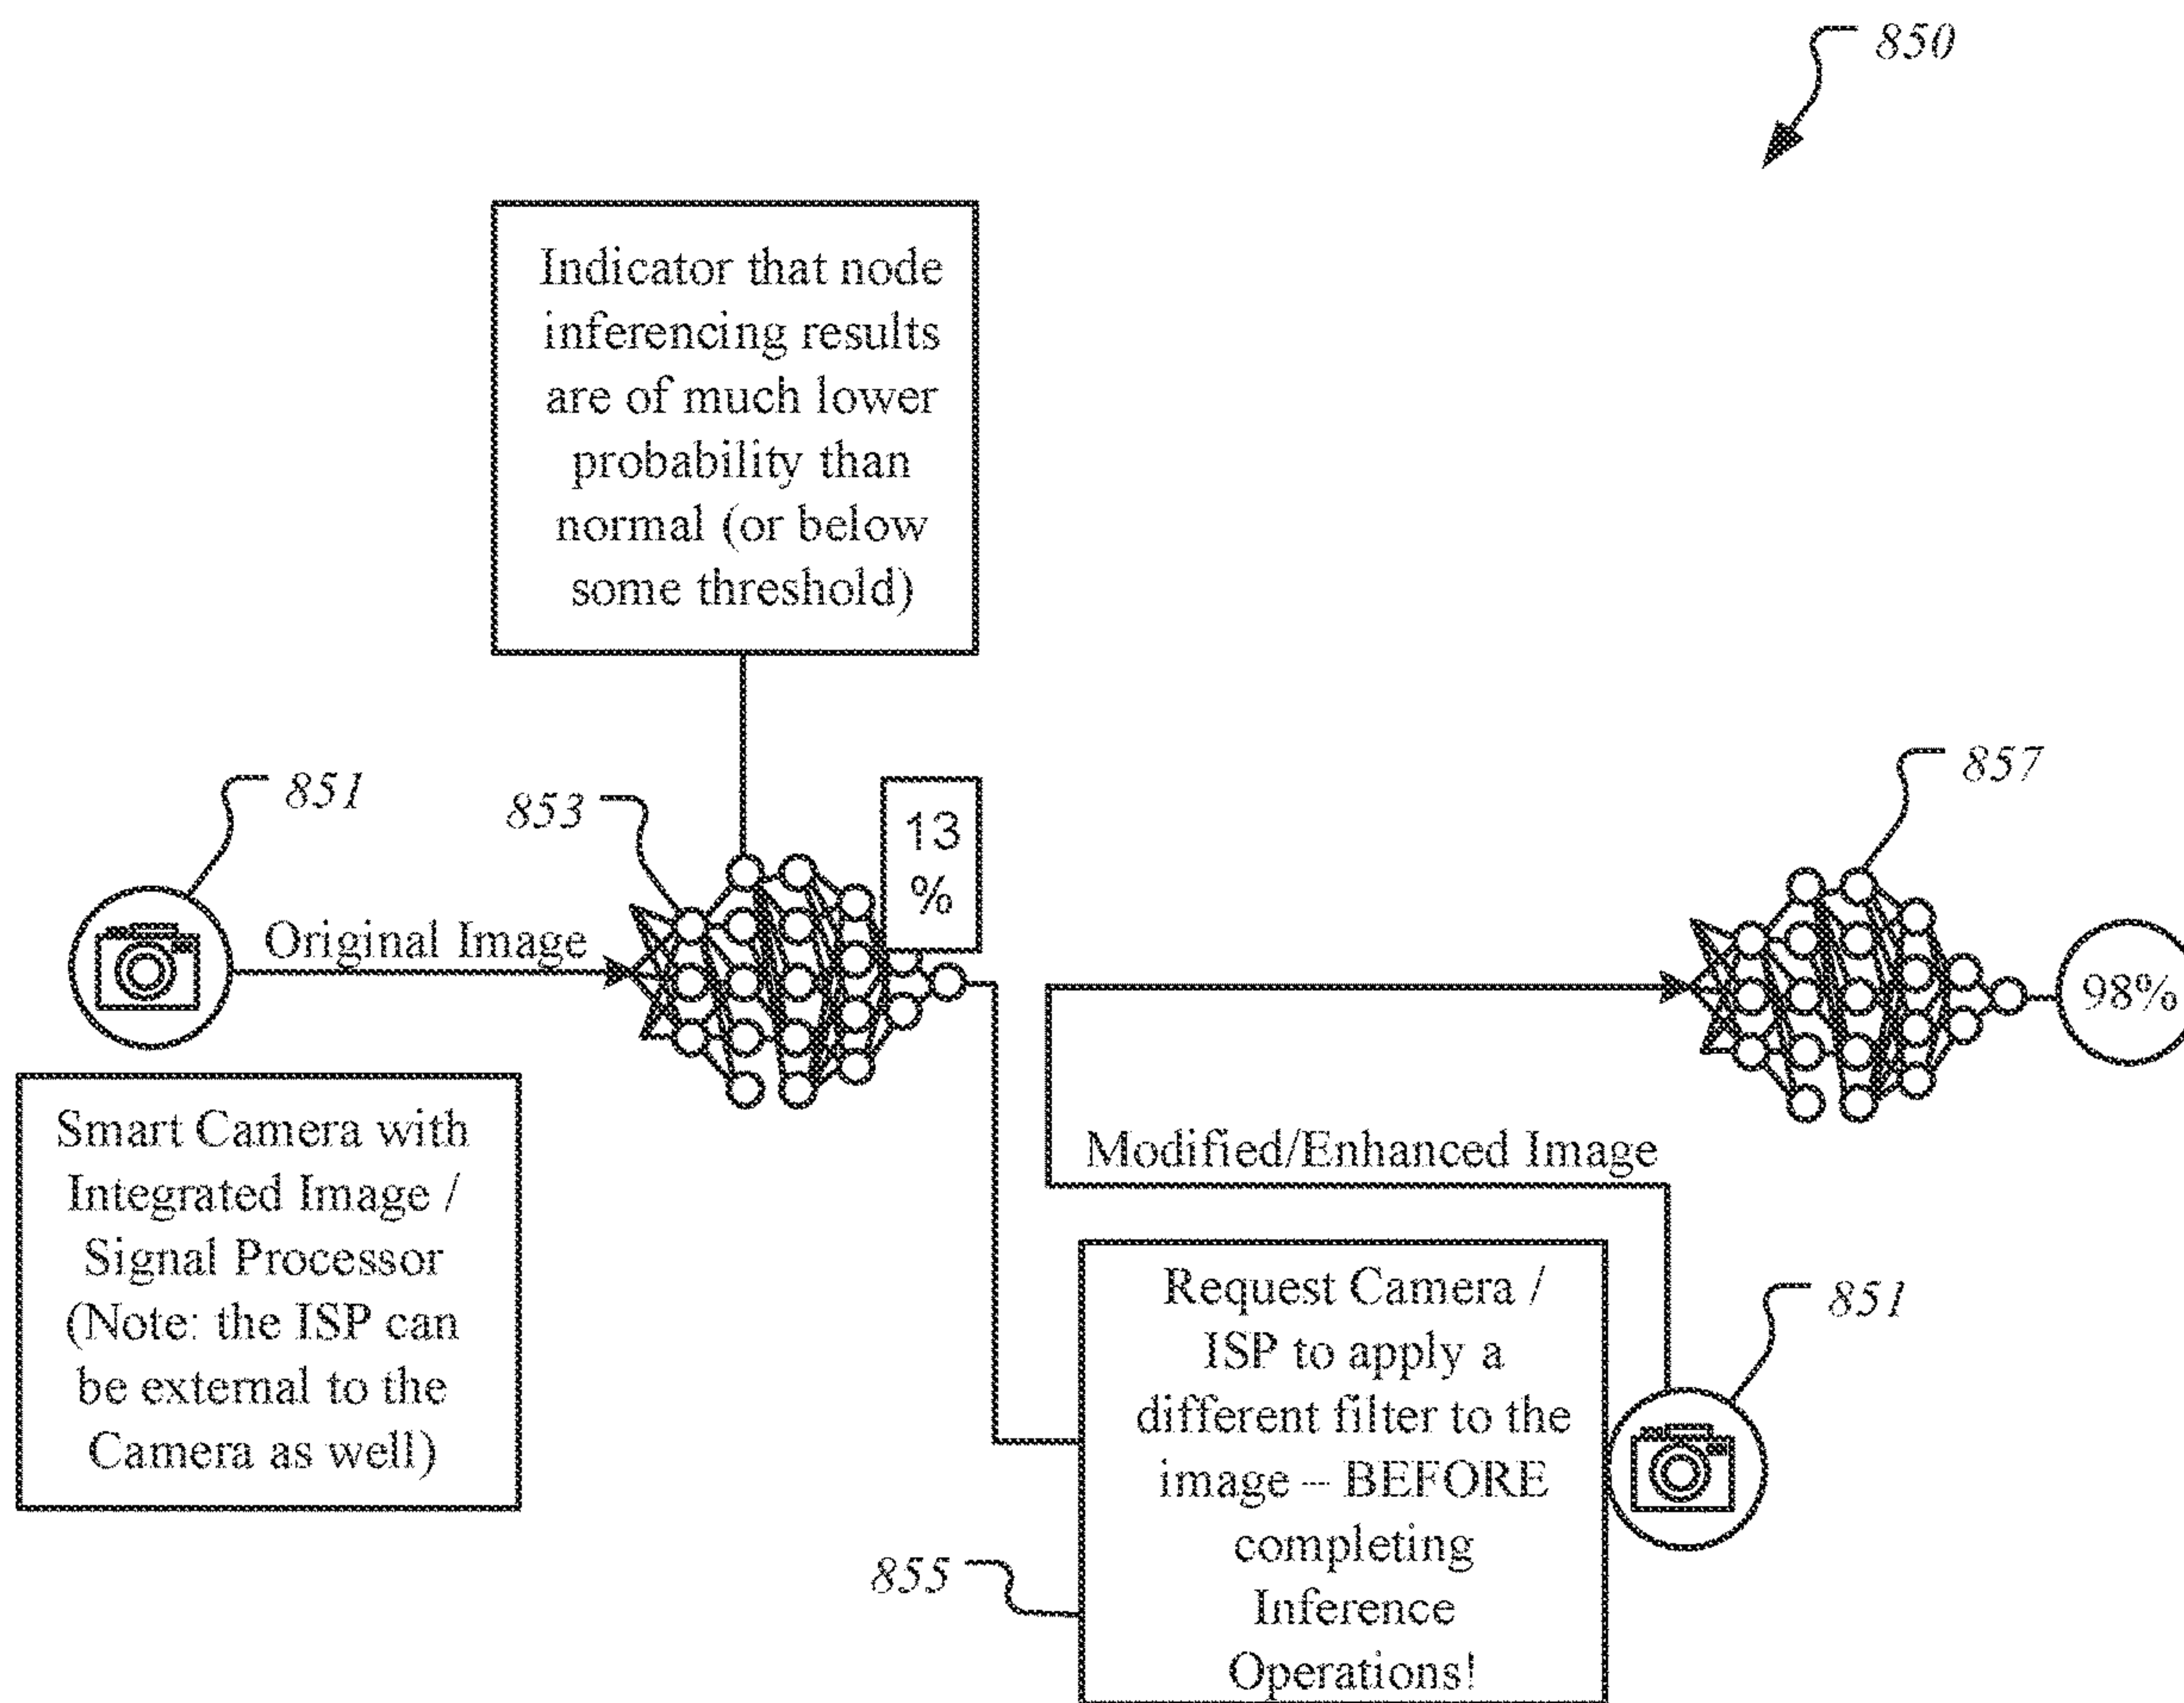 850
Indicator that node
inferencing results
are of much lower
probability than
normal (or below
some threshold)
851
853
13
%
857
Original Image
98%
Smart Camera with
Integrated Image /
Signal Processor
(Note: the ISP can
be external to the
Camera as well)
Modified/Enhanced Image
Request Camera /
ISP to apply a
different filter to the
image -- BEFORE
completing
Inference
Operations!
851
855